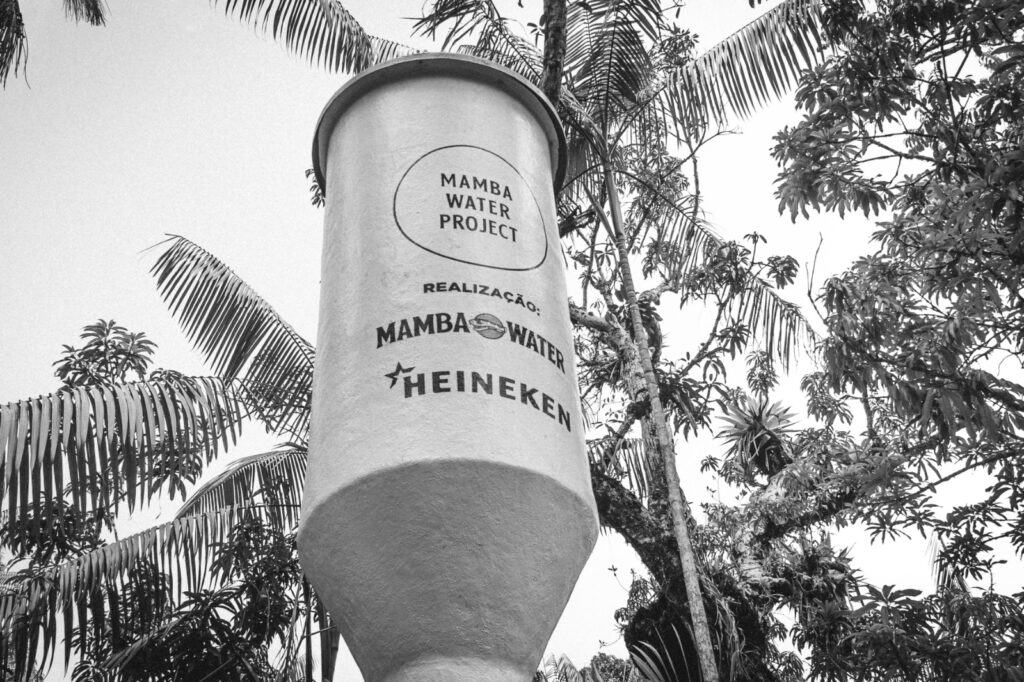 MAMBA
WATER
PROJECT
REALIZAÇÃO:
MAMBA WATER
HEINEKEN